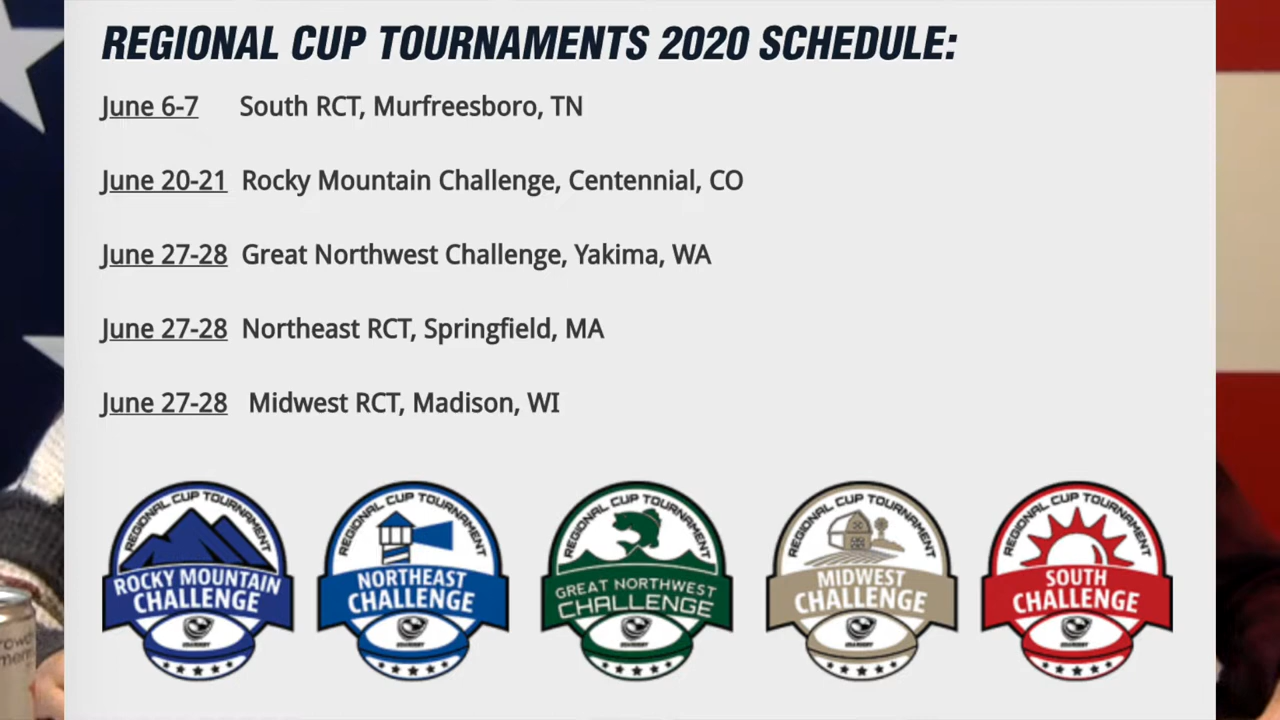 REGIONAL CUP TOURNAMENTS 2020 SCHEDULE:
June 6-7 South RCT, Murfreesboro, TN
June 20-21 Rocky Mountain Challenge, Centennial, CO
June 27-28 Great Northwest Challenge, Yakima, WA
June 27-28 Northeast RCT, Springfield, MA
June 27-28 Midwest RCT, Madison, WI
REGIONAL CUP TOURNAMENT
ROCKY MOUNTAIN
CHALLENGE
REGIONAL CUP TOURNAMENT
NORTHEAST
CHALLENGE
REGIONAL CUP TOURNAMENT
GREAT NORTHWEST
CHALLENGE
REGIONAL CUP TOURNAMENT
MIDWEST
CHALLENGE
REGIONAL CUP TOURNAMENT
SOUTH
CHALLENGE